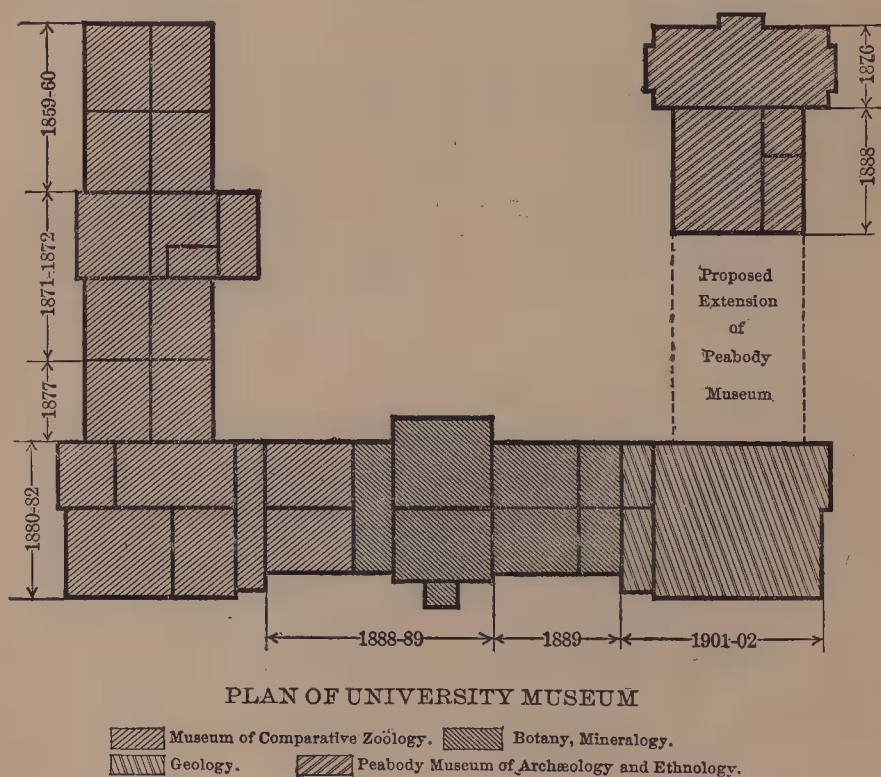 1859-60
1871-1872
1877
1880-82
1876
1888
Proposed
Extension
of
Peabody
Museum
1888-89
1889
1901-02
PLAN OF UNIVERSITY MUSEUM
Museum of Comparative Zoölogy. Botany, Mineralogy.
Geology. Peabody Museum of Archæology and Ethnology.